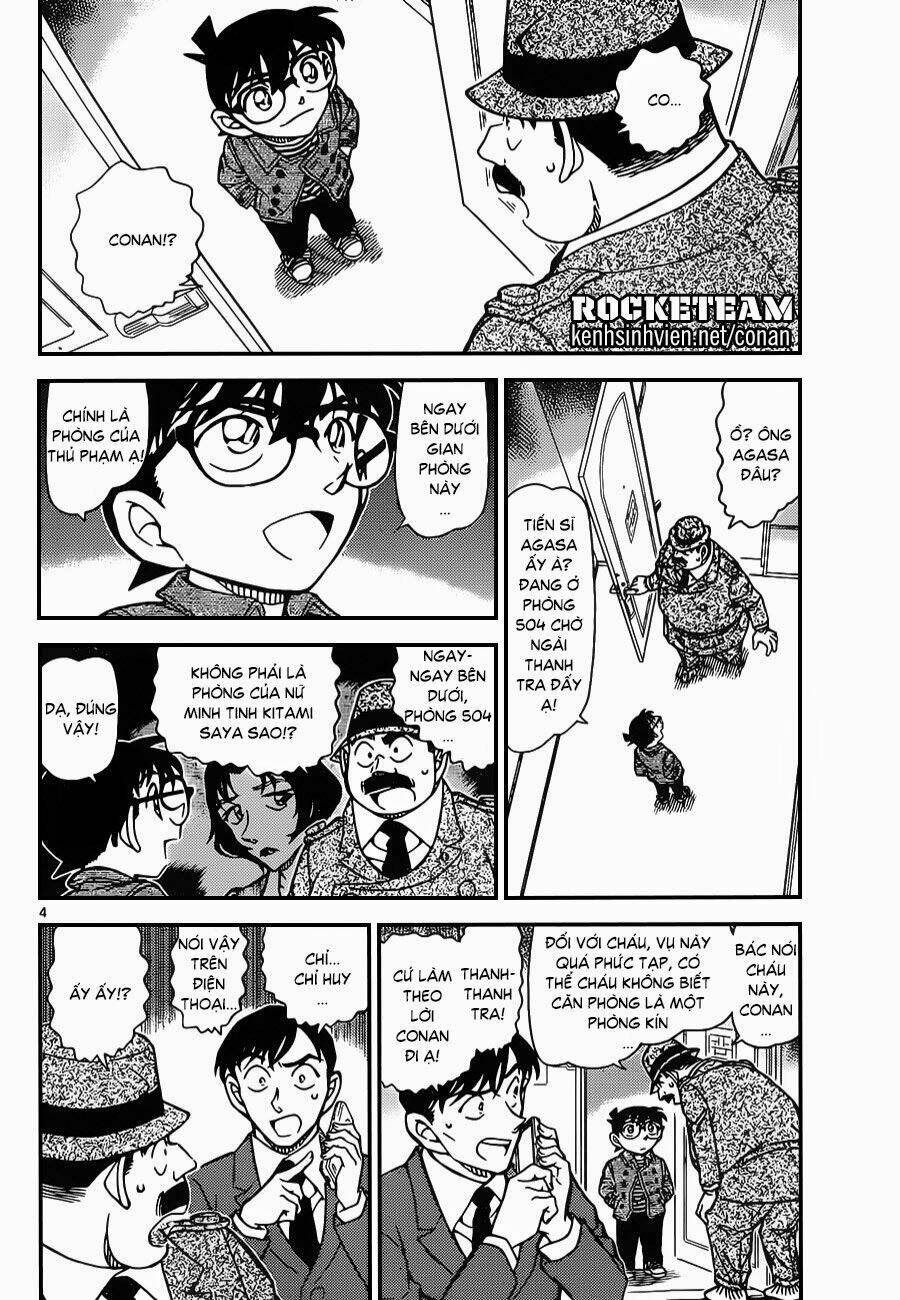 CO...
CONAN!?
ROCKETEAM
kenhsinhvien.net/conan
Ồ? ÔNG
AGASA
ĐÂU?
TIẾN SĨ
AGASA
ẤY À?
ĐANG Ở
PHÒNG
504 CHỜ
NGÀI
THANH
TRA ĐẤY
Ạ!
NGAY
BÊN DƯỚI
GIAN
PHÒNG
NÀY
...
CHÍNH LÀ
PHÒNG CỦA
THỦ PHẠM Ạ!
NGAY-
NGAY BÊN
DƯỚI,
PHÒNG 504
...
KHÔNG PHẢI LÀ
PHÒNG CỦA NỮ
MINH TINH KITAMI
SAYA SAO!?
DẠ, ĐÚNG
VẬY!
4
BÁC NÓI
CHÁU
NÀY,
CONAN
...
ĐỐI VỚI CHÁU, VỤ NÀY
QUÁ PHỨC TẠP, CÓ
THỂ CHÁU KHÔNG BIẾT
CĂN PHÒNG LÀ MỘT
PHÒNG KÍN
...
THANH-
THANH
TRA!
CỨ LÀM
THEO
LỜI
CONAN
ĐI Ạ!
CHỈ...
CHỈ HUY
...
NÓI VẬY
TRÊN
ĐIỆN
THOẠI...
ẤY ẤY!?